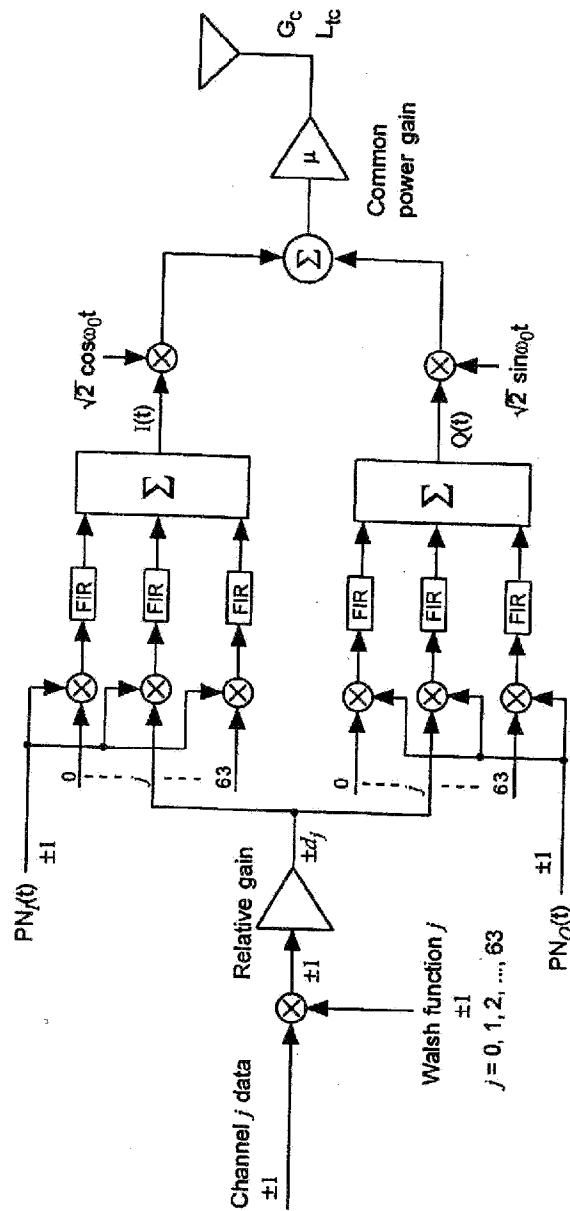 Channel j data
±1
Walsh function j
±1
j = 0, 1, 2, ..., 63
±1
Relative gain
±d_j
PN_I(t)
±1
0
j
63
FIR
FIR
FIR
Σ
I(t)
√2 cosω₀t
PN_Q(t)
±1
0
j
63
FIR
FIR
FIR
Σ
Q(t)
√2 sinω₀t
Σ
μ
Common
power gain
G_c
L_tc